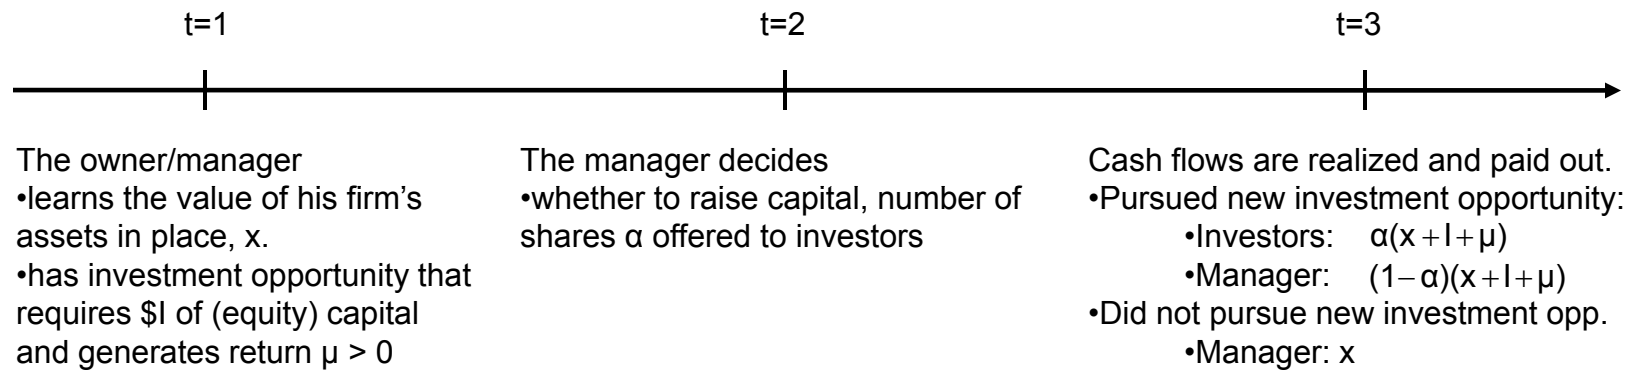 t=1
t=2
t=3
The owner/manager
•learns the value of his firm's
assets in place, x.
•has investment opportunity that
requires $I of (equity) capital
and generates return μ > 0
The manager decides
•whether to raise capital, number of
shares α offered to investors
Cash flows are realized and paid out.
•Pursued new investment opportunity:
•Investors: α(x+I+μ)
•Manager: (1−α)(x+I+μ)
•Did not pursue new investment opp.
•Manager: x